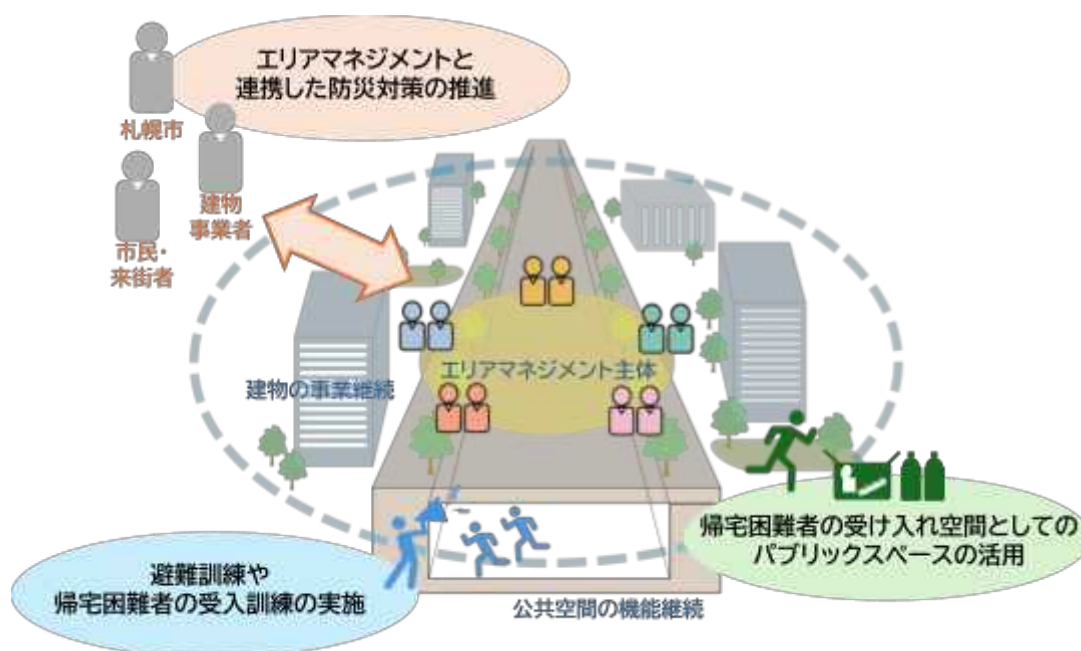 エリアマネジメントと
連携した防災対策の推進
札幌市
建物
事業者
市民・
来街者
エリアマネジメント主体
建物の事業継続
帰宅困難者の受け入れ空間としての
パブリックスペースの活用
避難訓練や
帰宅困難者の受入訓練の実施
公共空間の機能継続